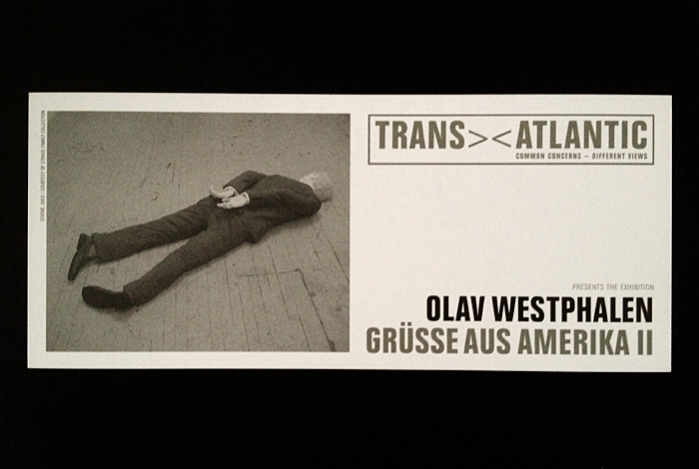 TRANS><ATLANTIC
COMMON CONCERNS – DIFFERENT VIEWS
PRESENTS THE EXHIBITION
OLAV WESTPHALEN
GRÜSSE AUS AMERIKA II